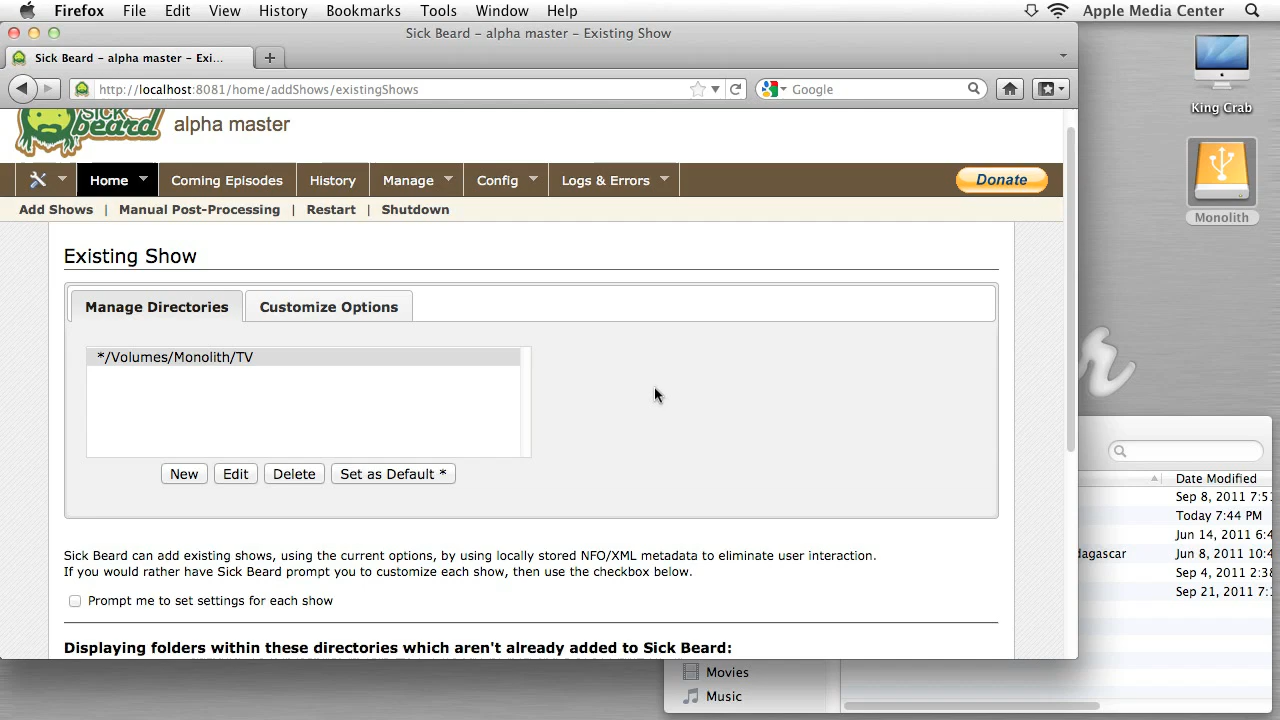 Firefox File Edit View History Bookmarks Tools Window Help Apple Media Center
Sick Beard – alpha master – Existing Show
Sick Beard – alpha master – Exi...
http://localhost:8081/home/addShows/existingShows
Google
King Crab
Monolith
sick beard
alpha master
Home Coming Episodes History Manage Config Logs & Errors Donate
Add Shows | Manual Post-Processing | Restart | Shutdown
Existing Show
Manage Directories Customize Options
*/Volumes/Monolith/TV
New Edit Delete Set as Default *
Sick Beard can add existing shows, using the current options, by using locally stored NFO/XML metadata to eliminate user interaction.
If you would rather have Sick Beard prompt you to customize each show, then use the checkbox below.
Prompt me to set settings for each show
Displaying folders within these directories which aren't already added to Sick Beard:
Date Modified
Sep 8, 2011 7:5
Today 7:44 PM
Jun 14, 2011 6:4
dagascar Jun 8, 2011 10:4
Sep 4, 2011 2:38
Sep 21, 2011 7:
Movies
Music